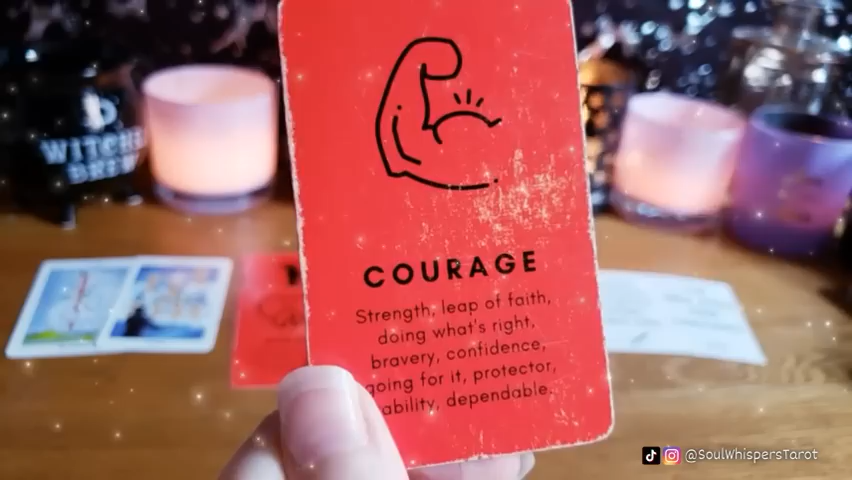 WITCHES
BREW
COURAGE
Strength, leap of faith,
doing what's right,
bravery, confidence,
going for it, protector,
ability, dependable.
@SoulWhispersTarot